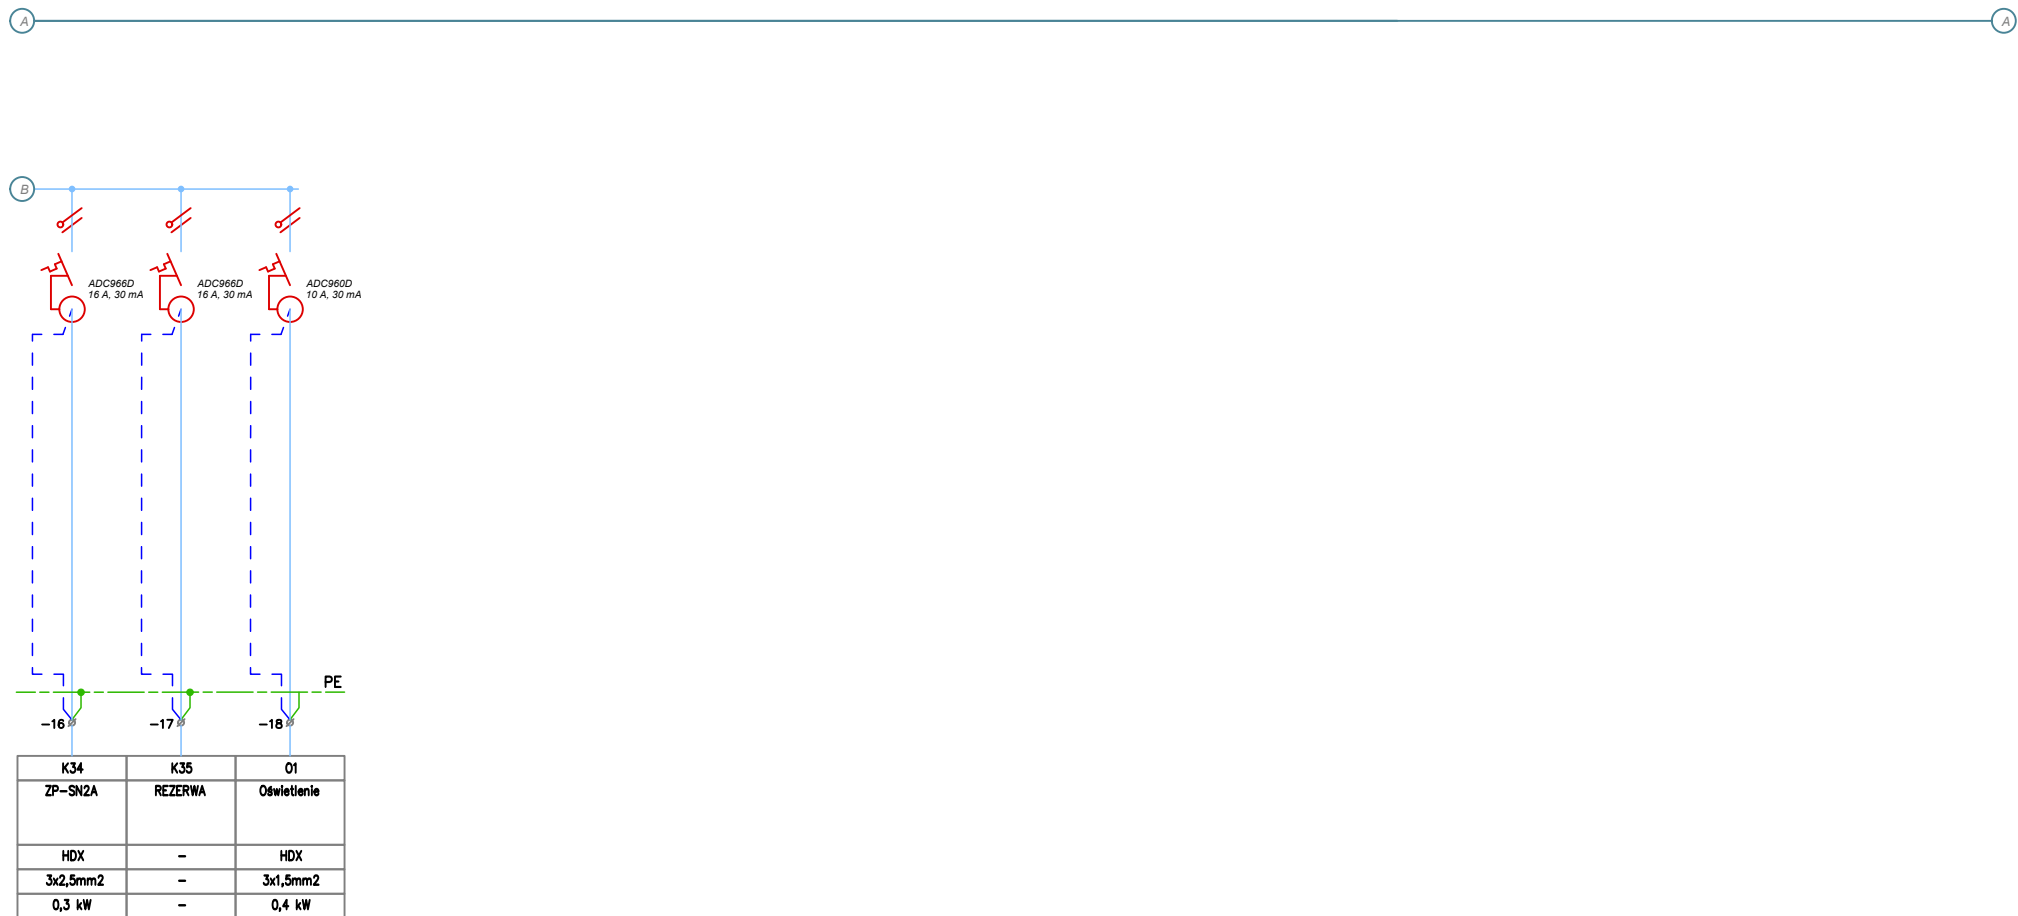 A A
B
ADC966D ADC966D ADC960D
16 A, 30 mA 16 A, 30 mA 10 A, 30 mA
PE
-16 -17 -18
K34 K35 O1
ZP-SN2A REZERWA Oświetlenie
HDX - HDX
3x2,5mm2 - 3x1,5mm2
0,3 kW - 0,4 kW